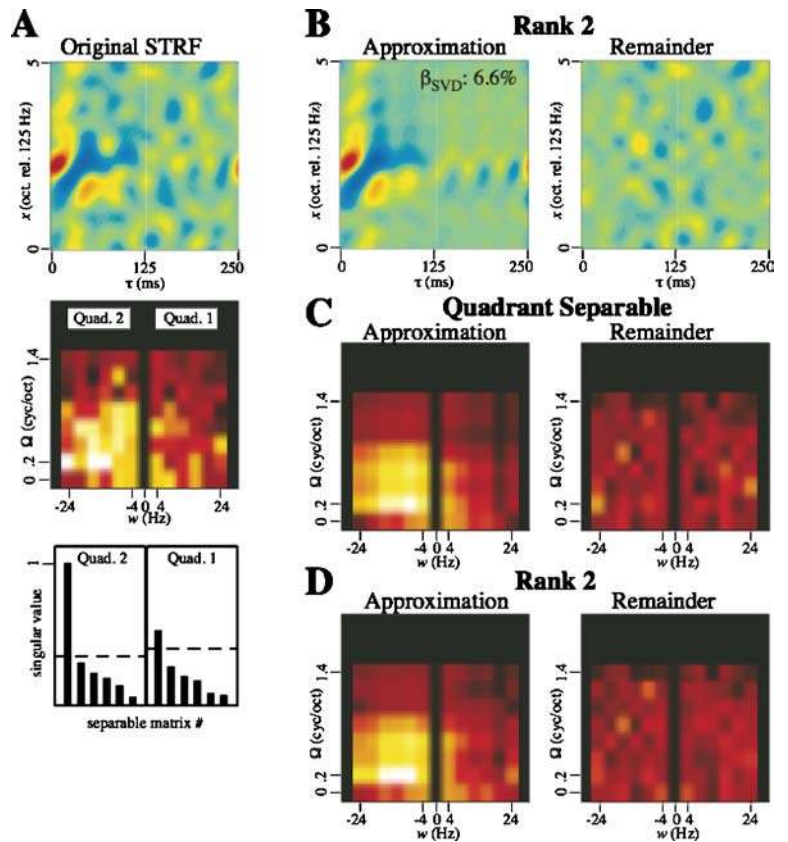 A
Original STRF
5
x (oct. rel. 125 Hz)
0
0 125 250
τ (ms)
Quad. 2 Quad. 1
1.4
Ω (cyc/oct)
.2
0
-24 -4 0 4 24
w (Hz)
Quad. 2 Quad. 1
1
singular value
separable matrix #
B Rank 2
Approximation Remainder
βSVD: 6.6%
5 5
x (oct. rel. 125 Hz) x (oct. rel. 125 Hz)
0 0
0 125 250 0 125 250
τ (ms) τ (ms)
C Quadrant Separable
Approximation Remainder
1.4 1.4
Ω (cyc/oct) Ω (cyc/oct)
0 .2 0 .2
-24 -4 0 4 24 -24 -4 0 4 24
w (Hz) w (Hz)
D Rank 2
Approximation Remainder
1.4 1.4
Ω (cyc/oct) Ω (cyc/oct)
0 .2 0 .2
-24 -4 0 4 24 -24 -4 0 4 24
w (Hz) w (Hz)